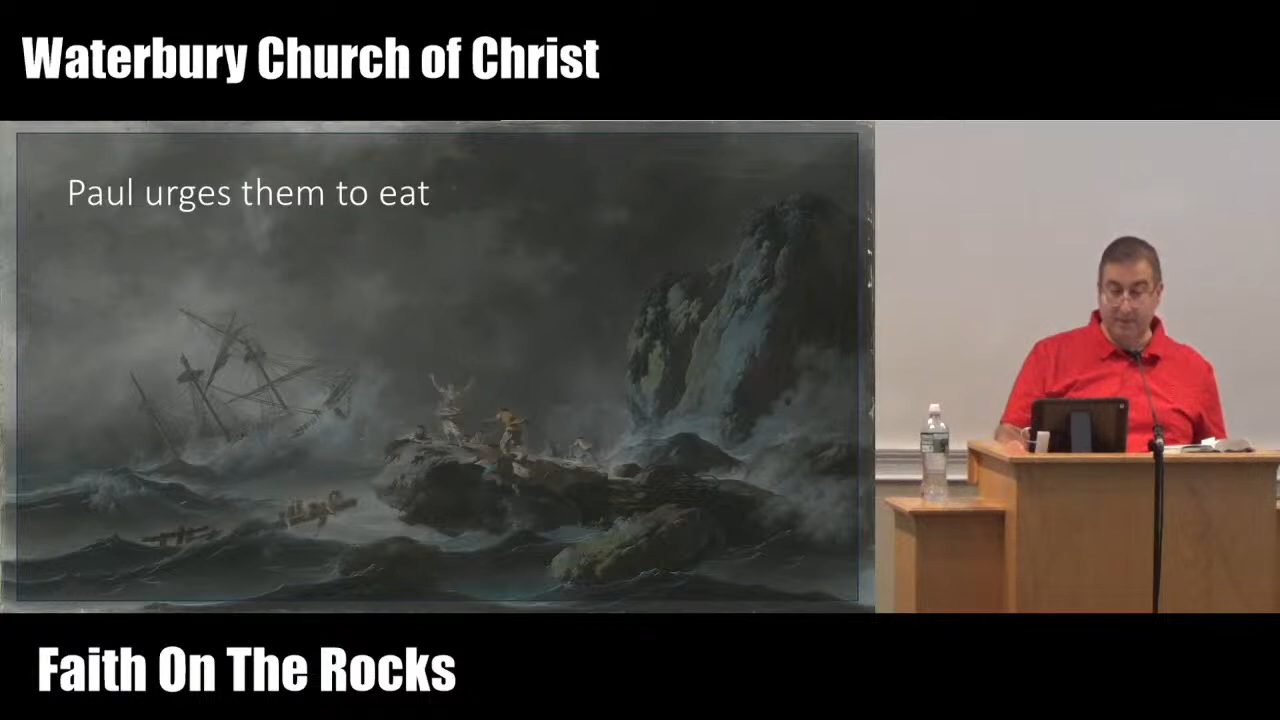 Waterbury Church of Christ
Paul urges them to eat
Faith On The Rocks